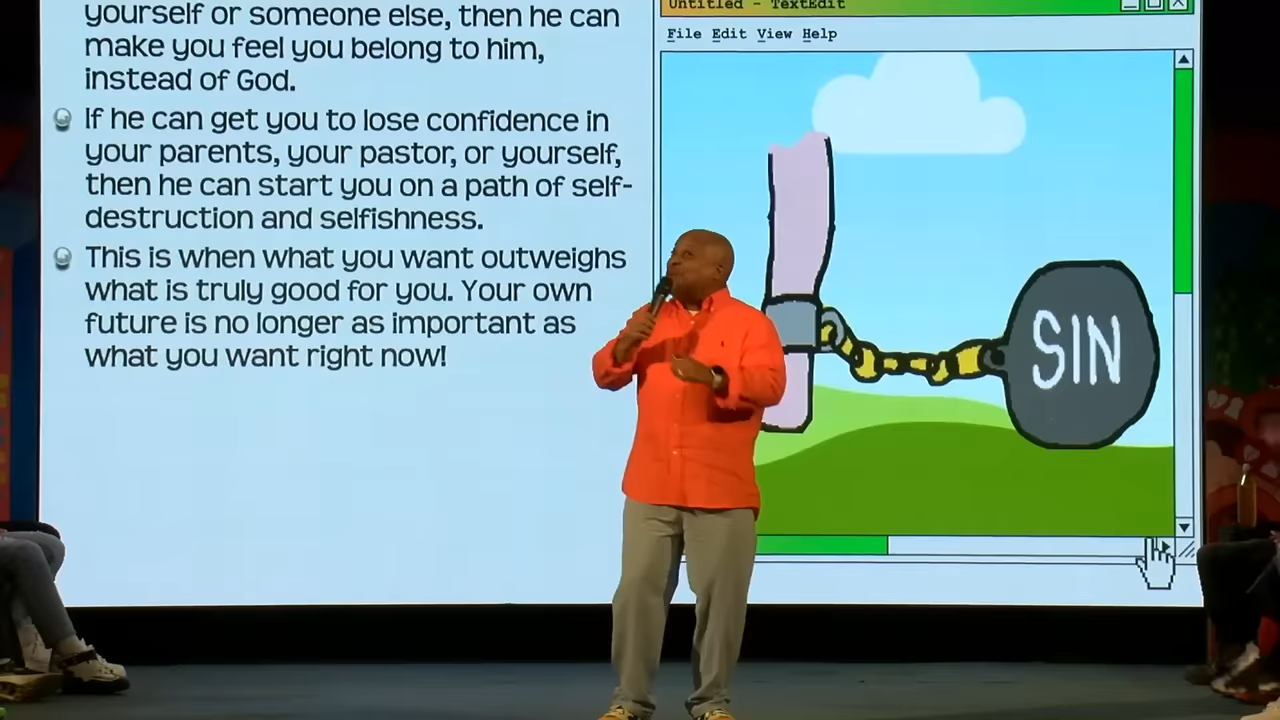 yourself or someone else, then he can
make you feel you belong to him,
instead of God.
If he can get you to lose confidence in
your parents, your pastor, or yourself,
then he can start you on a path of self-
destruction and selfishness.
This is when what you want outweighs
what is truly good for you. Your own
future is no longer as important as
what you want right now!
Untitled - TextEdit
File Edit View Help
SIN